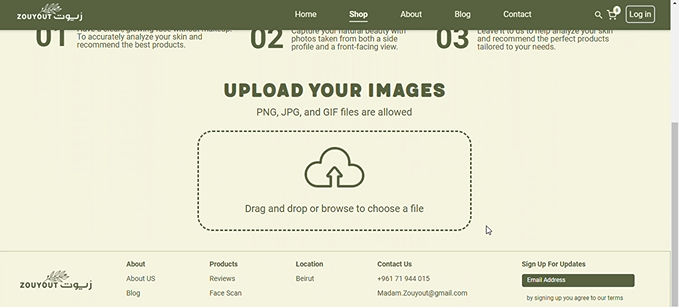 ZOUYOUT زيوت
Home Shop About Blog Contact 0 Log in
01 02 03
To accurately analyze your skin and
recommend the best products.
Capture your natural beauty with
photos taken from both a side
profile and a front-facing view.
Leave it to us to help analyze your skin
and recommend the perfect products
tailored to your needs.
UPLOAD YOUR IMAGES
PNG, JPG, and GIF files are allowed
Drag and drop or browse to choose a file
ZOUYOUT زيوت
About
About US
Blog
Products
Reviews
Face Scan
Location
Beirut
Contact Us
+961 71 944 015
Madam.Zouyout@gmail.com
Sign Up For Updates
Email Address
by signing up you agree to our terms